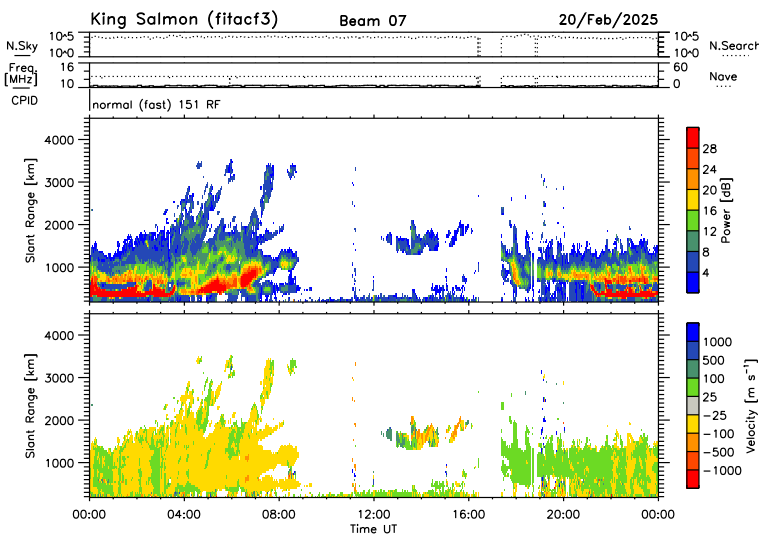 King Salmon (fitacf3) Beam 07 20/Feb/2025
N.Sky 10^5 10^0 10^5 10^0 N.Search
Freq [MHz] 16 10 60 0 Nave
CPID normal (fast) 151 RF
Slant Range [km] 4000 3000 2000 1000
Power [dB] 28 24 20 16 12 8 4
Slant Range [km] 4000 3000 2000 1000
Velocity [m s⁻¹] 1000 500 100 25 −25 −100 −500 −1000
00:00 04:00 08:00 12:00 16:00 20:00 00:00
Time UT